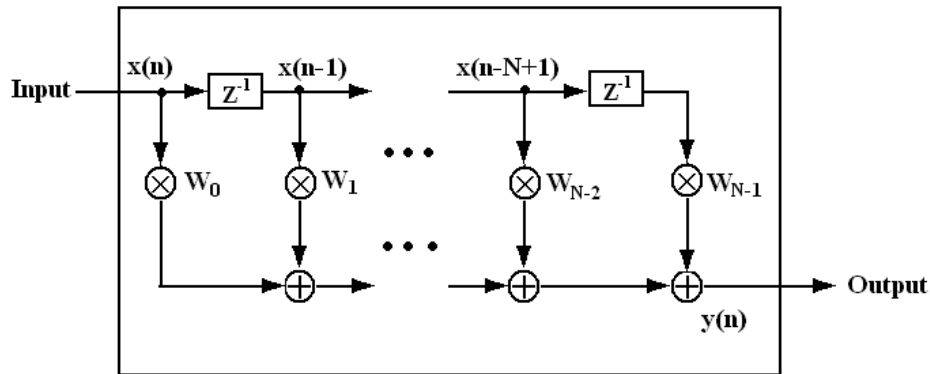 x(n) x(n-1) x(n-N+1)
Input Z⁻¹ Z⁻¹
W₀ W₁ W_{N-2} W_{N-1}
Output
y(n)